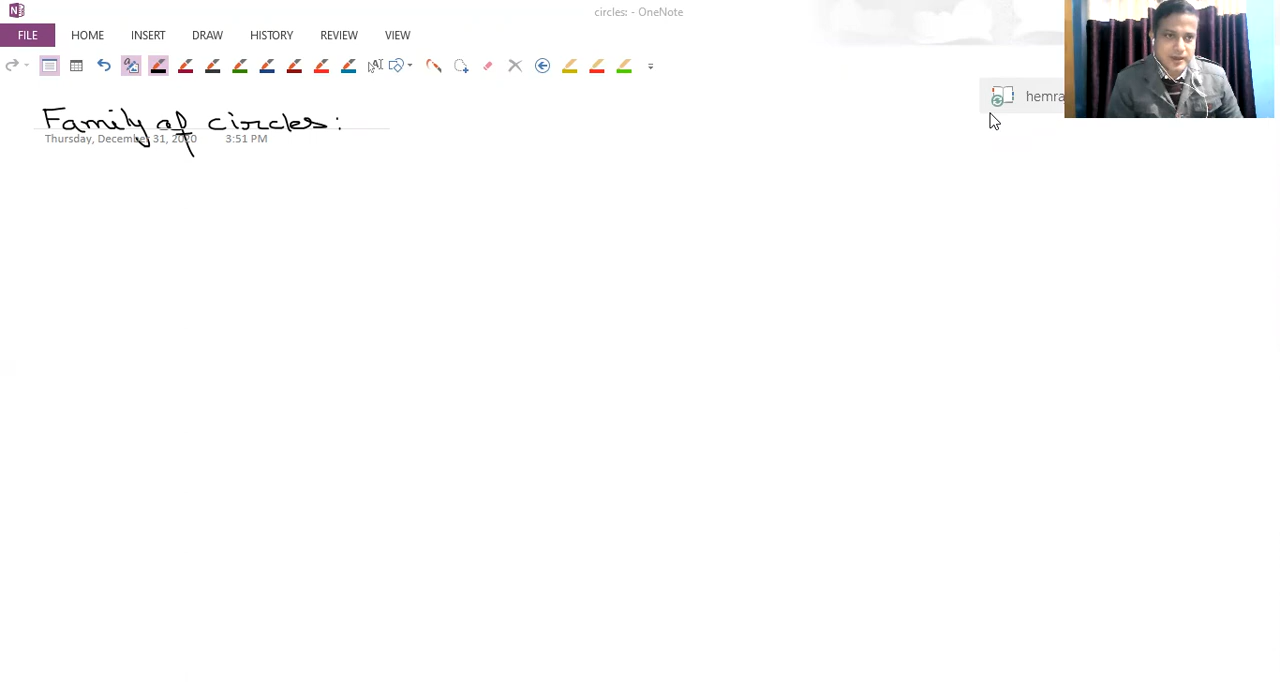 circles: - OneNote
FILE HOME INSERT DRAW HISTORY REVIEW VIEW
hemra
Family of circles:
Thursday, December 31, 2020 3:51 PM